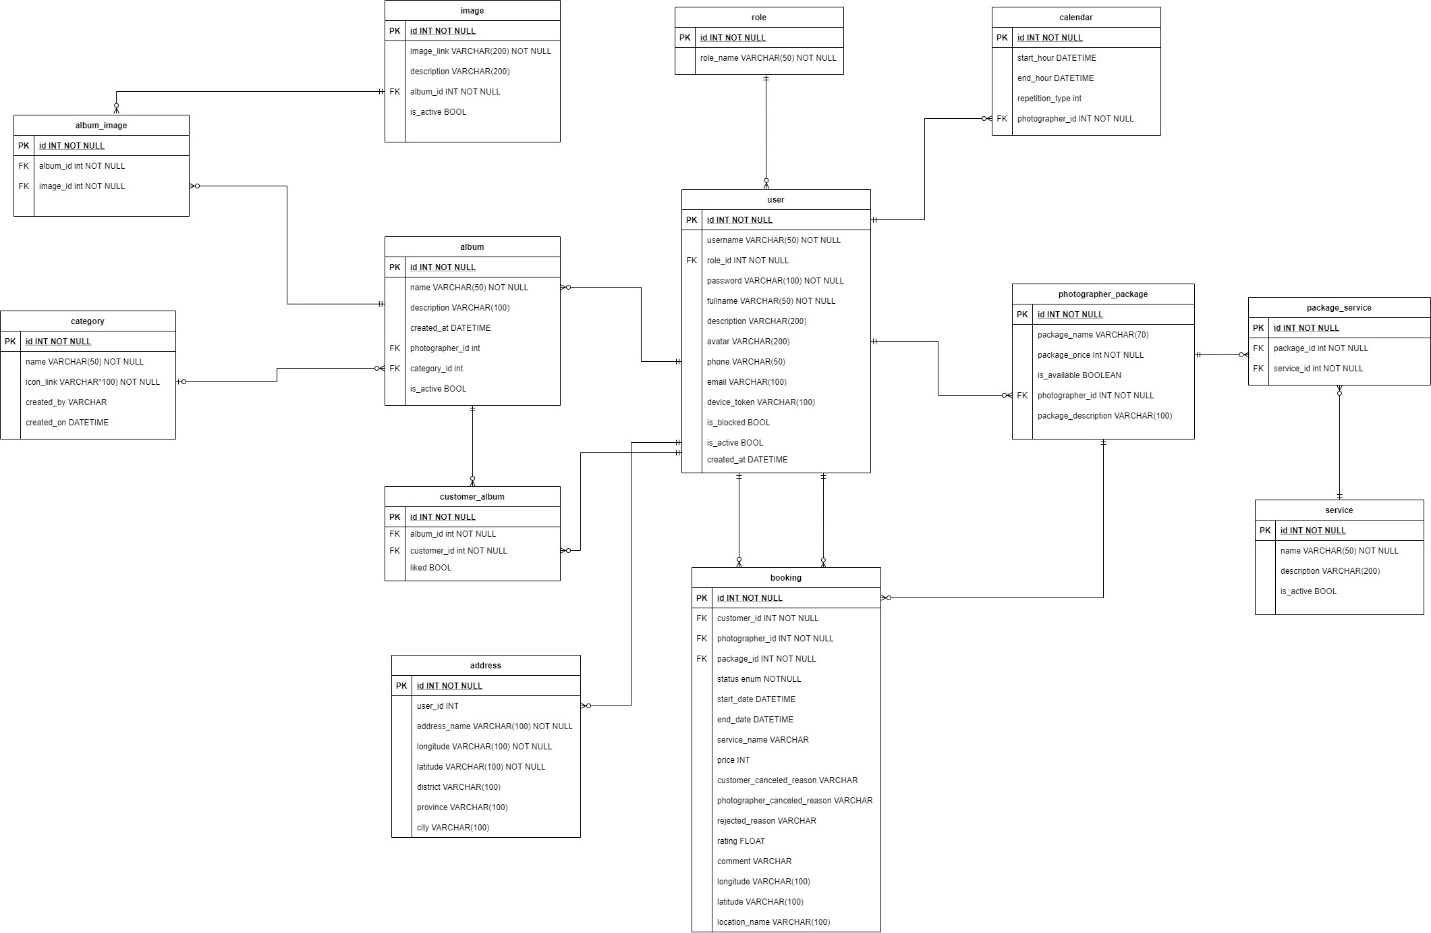 image
PK id INT NOT NULL
image_link VARCHAR(200) NOT NULL
description VARCHAR(200)
FK album_id INT NOT NULL
is_active BOOL
role
PK id INT NOT NULL
role_name VARCHAR(50) NOT NULL
calendar
PK id INT NOT NULL
start_hour DATETIME
end_hour DATETIME
repetition_type int
FK photographer_id INT NOT NULL
album_image
PK id INT NOT NULL
FK album_id int NOT NULL
FK image_id int NOT NULL
user
PK id INT NOT NULL
username VARCHAR(50) NOT NULL
FK role_id INT NOT NULL
password VARCHAR(100) NOT NULL
fullname VARCHAR(50) NOT NULL
description VARCHAR(200)
avatar VARCHAR(200)
phone VARCHAR(50)
email VARCHAR(100)
device_token VARCHAR(100)
is_blocked BOOL
is_active BOOL
created_at DATETIME
album
PK id INT NOT NULL
name VARCHAR(50) NOT NULL
description VARCHAR(100)
created_at DATETIME
FK photographer_id int
FK category_id int
is_active BOOL
category
PK id INT NOT NULL
name VARCHAR(50) NOT NULL
icon_link VARCHAR*100) NOT NULL
created_by VARCHAR
created_on DATETIME
photographer_package
PK id INT NOT NULL
package_name VARCHAR(70)
package_price Int NOT NULL
is_available BOOLEAN
FK photographer_id INT NOT NULL
package_description VARCHAR(100)
package_service
PK id INT NOT NULL
FK package_id int NOT NULL
FK service_id int NOT NULL
customer_album
PK id INT NOT NULL
FK album_id int NOT NULL
FK customer_id int NOT NULL
liked BOOL
service
PK id INT NOT NULL
name VARCHAR(50) NOT NULL
description VARCHAR(200)
is_active BOOL
booking
PK id INT NOT NULL
FK customer_id INT NOT NULL
FK photographer_id INT NOT NULL
FK package_id INT NOT NULL
status enum NOTNULL
start_date DATETIME
end_date DATETIME
service_name VARCHAR
price INT
customer_canceled_reason VARCHAR
photographer_canceled_reason VARCHAR
rejected_reason VARCHAR
rating FLOAT
comment VARCHAR
longitude VARCHAR(100)
latitude VARCHAR(100)
location_name VARCHAR(100)
address
PK id INT NOT NULL
user_id INT
address_name VARCHAR(100) NOT NULL
longitude VARCHAR(100) NOT NULL
latitude VARCHAR(100) NOT NULL
district VARCHAR(100)
province VARCHAR(100)
city VARCHAR(100)